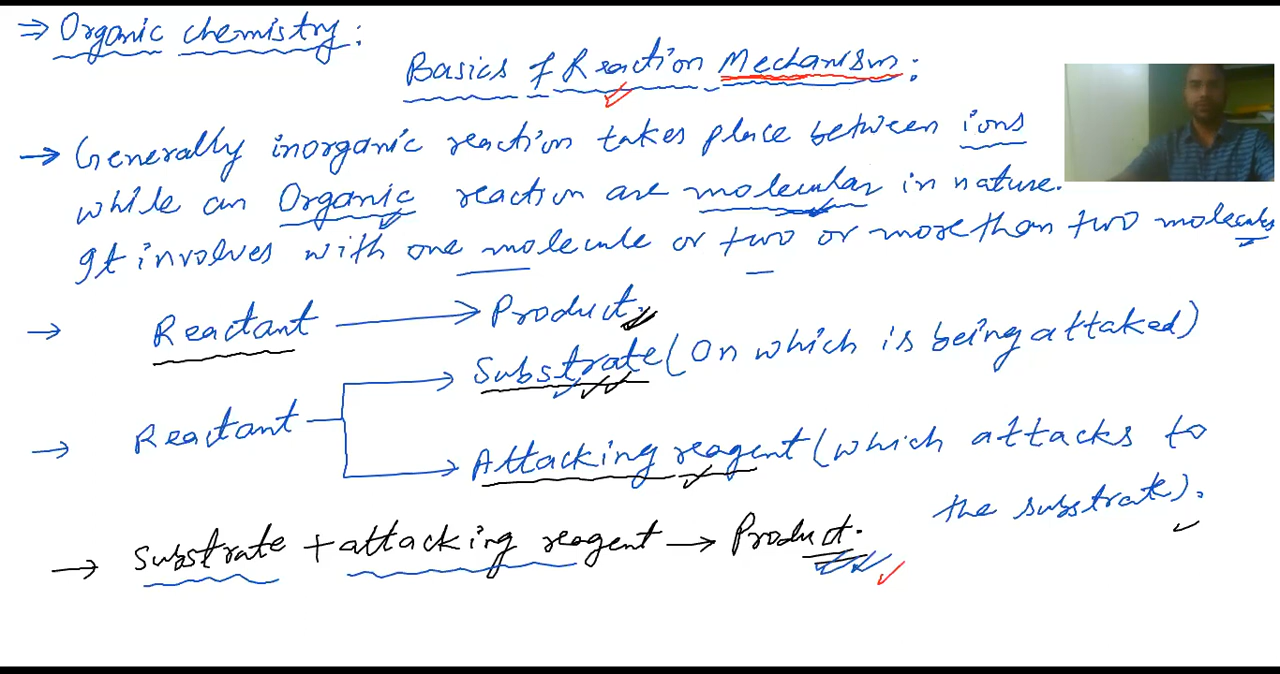 ⇒ Organic chemistry:
Basics of Reaction Mechanism:
→ Generally inorganic reaction takes place between ions
while an Organic reaction are molecular in nature.
It involves with one molecule or two or more than two molecules
→ Reactant → Product.
Substrate (On which is being attaked)
→ Reactant
Attacking reagent (which attacks to
the substrate).
→ Substrate + attacking reagent → Product.